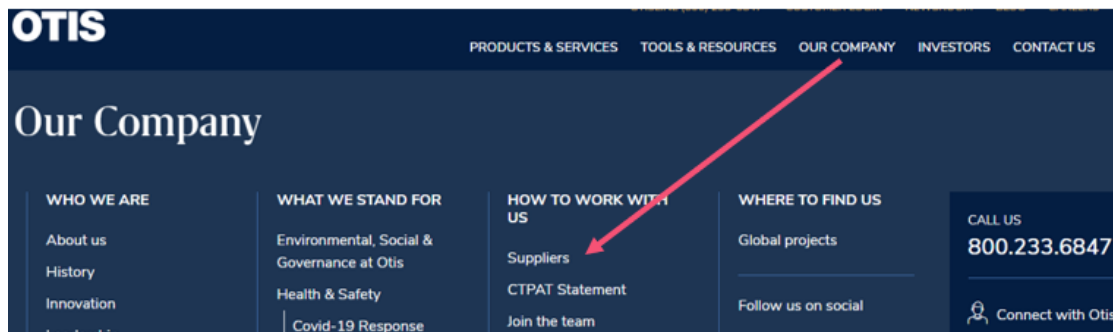 OTIS
PRODUCTS & SERVICES TOOLS & RESOURCES OUR COMPANY INVESTORS CONTACT US
Our Company
WHO WE ARE
About us
History
Innovation
WHAT WE STAND FOR
Environmental, Social &
Governance at Otis
Health & Safety
Covid-19 Response
HOW TO WORK WITH
US
Suppliers
CTPAT Statement
Join the team
WHERE TO FIND US
Global projects
Follow us on social
CALL US
800.233.6847
Connect with Otis